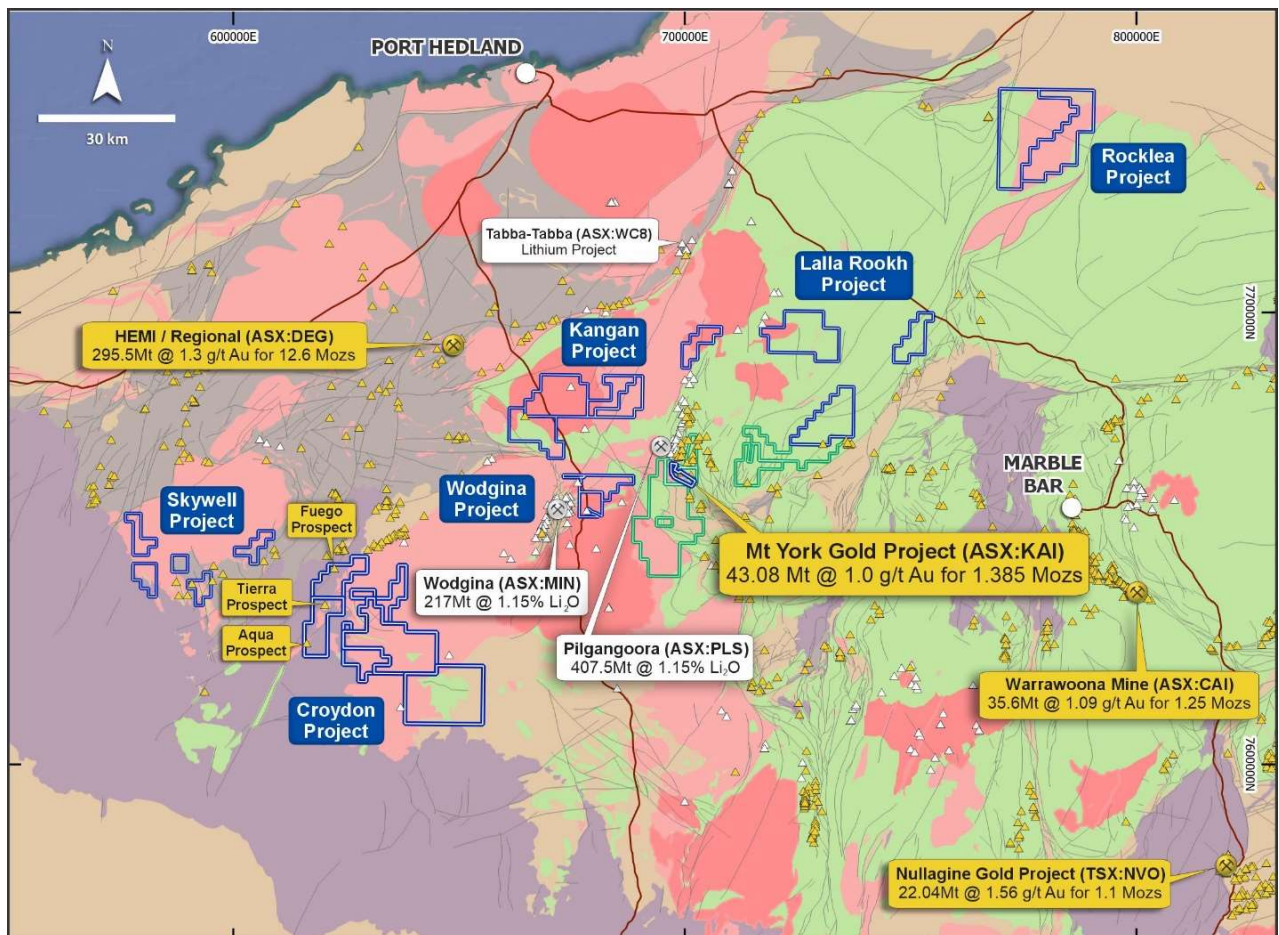 600000E
700000E
800000E
N
30 km
PORT HEDLAND
Rocklea
Project
Tabba-Tabba (ASX:WC8)
Lithium Project
Lalla Rookh
Project
7700000N
HEMI / Regional (ASX:DEG)
295.5Mt @ 1.3 g/t Au for 12.6 Mozs
Kangan
Project
MARBLE
BAR
Skywell
Project
Wodgina
Project
Fuego
Prospect
Mt York Gold Project (ASX:KAI)
43.08 Mt @ 1.0 g/t Au for 1.385 Mozs
Tierra
Prospect
Wodgina (ASX:MIN)
217Mt @ 1.15% Li₂O
Aqua
Prospect
Pilgangoora (ASX:PLS)
407.5Mt @ 1.15% Li₂O
Warrawoona Mine (ASX:CAI)
35.6Mt @ 1.09 g/t Au for 1.25 Mozs
Croydon
Project
7600000N
Nullagine Gold Project (TSX:NVO)
22.04Mt @ 1.56 g/t Au for 1.1 Mozs